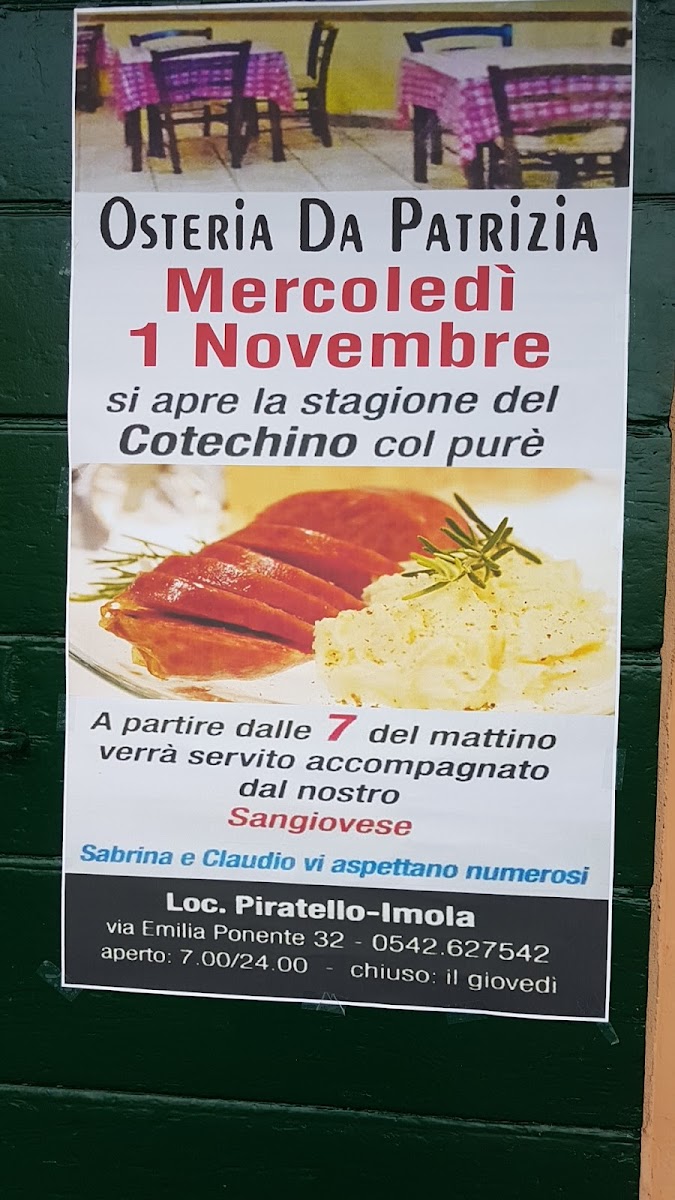 Osteria Da Patrizia
Mercoledì
1 Novembre
si apre la stagione del
Cotechino col purè
A partire dalle 7 del mattino
verrà servito accompagnato
dal nostro
Sangiovese
Sabrina e Claudio vi aspettano numerosi
Loc. Piratello-Imola
via Emilia Ponente 32 - 0542.627542
aperto: 7.00/24.00 - chiuso: il giovedì